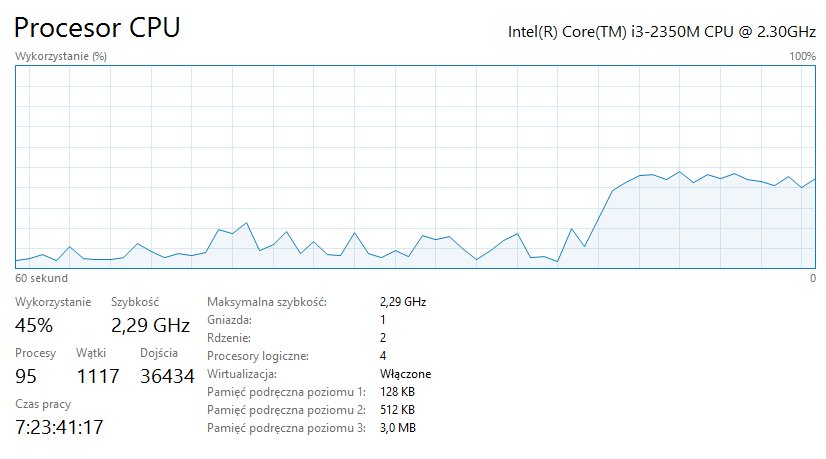 Procesor CPU
Intel(R) Core(TM) i3-2350M CPU @ 2.30GHz
Wykorzystanie (%)
100%
60 sekund
0
Wykorzystanie
Szybkość
45%
2,29 GHz
Procesy
Wątki
Dojścia
95
1117
36434
Czas pracy
7:23:41:17
Maksymalna szybkość: 2,29 GHz
Gniazda: 1
Rdzenie: 2
Procesory logiczne: 4
Wirtualizacja: Włączone
Pamięć podręczna poziomu 1: 128 KB
Pamięć podręczna poziomu 2: 512 KB
Pamięć podręczna poziomu 3: 3,0 MB